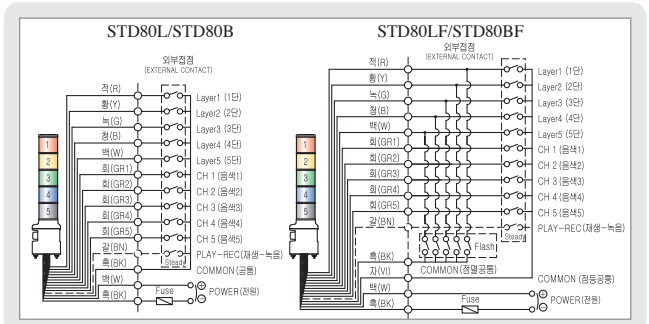 STD80L/STD80B
외부접점
(EXTERNAL CONTACT)
적(R)
Layer1 (1단)
황(Y)
Layer2 (2단)
녹(G)
Layer3 (3단)
청(B)
Layer4 (4단)
백(W)
Layer5 (5단)
회(GR1)
CH 1 (음색1)
회(GR2)
CH 2 (음색2)
회(GR3)
CH 3 (음색3)
회(GR4)
CH 4 (음색4)
회(GR5)
CH 5 (음색5)
갈(BN)
PLAY-REC(재생-녹음)
Steady
흑(BK)
COMMON(공통)
백(W)
POWER(전원)
흑(BK)
Fuse
1
2
3
4
5
STD80LF/STD80BF
외부접점
(EXTERNAL CONTACT)
적(R)
Layer1 (1단)
황(Y)
Layer2 (2단)
녹(G)
Layer3 (3단)
청(B)
Layer4 (4단)
백(W)
Layer5 (5단)
회(GR1)
CH 1 (음색1)
회(GR2)
CH 2 (음색2)
회(GR3)
CH 3 (음색3)
회(GR4)
CH 4 (음색4)
회(GR5)
CH 5 (음색5)
갈(BN)
PLAY-REC(재생-녹음)
Steady
Flash
흑(BK)
COMMON(점멸공통)
자(VI)
COMMON (점등공통)
백(W)
POWER(전원)
흑(BK)
Fuse
1
2
3
4
5